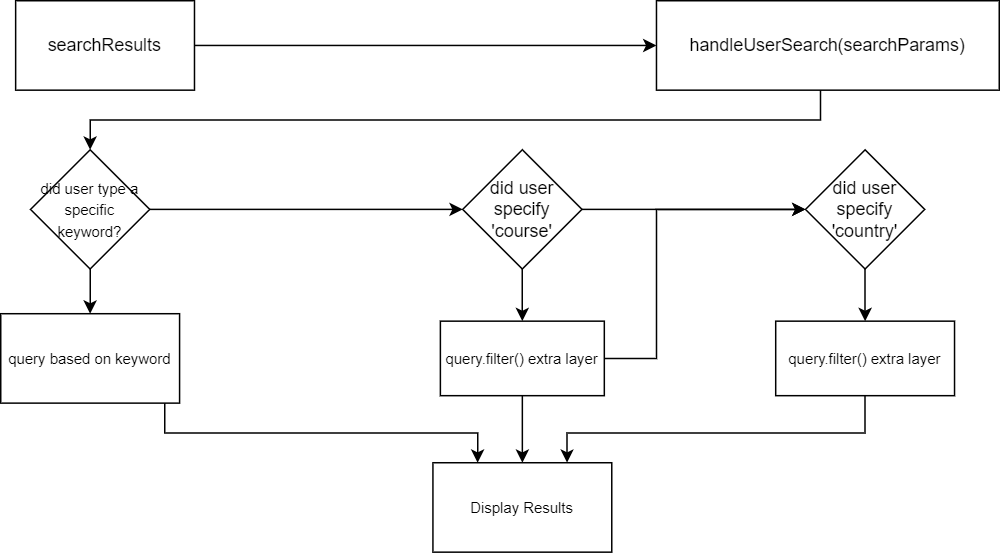 searchResults
handleUserSearch(searchParams)
did user type a
specific
keyword?
did user
specify
'course'
did user
specify
'country'
query based on keyword
query.filter() extra layer
query.filter() extra layer
Display Results